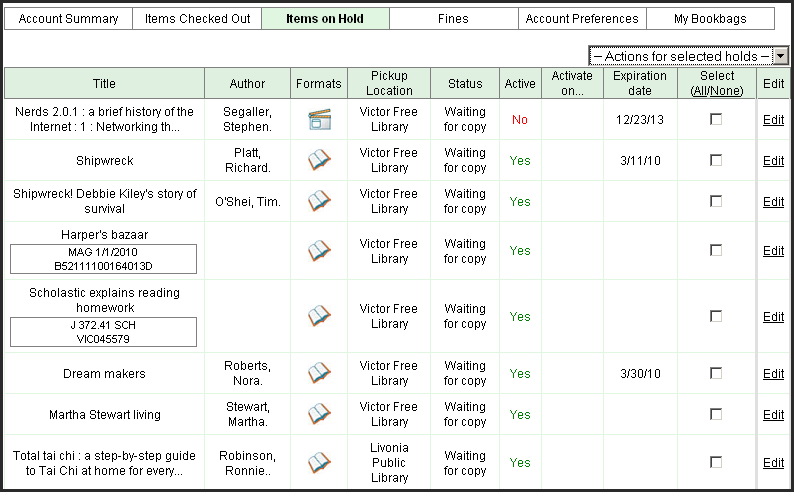 Account Summary Items Checked Out Items on Hold Fines Account Preferences My Bookbags
-- Actions for selected holds --
Title Author Formats Pickup Location Status Active Activate on... Expiration date Select (All/None) Edit
Nerds 2.0.1 : a brief history of the Internet : 1 : Networking th... Segaller, Stephen. Victor Free Library Waiting for copy No 12/23/13 Edit
Shipwreck Platt, Richard. Victor Free Library Waiting for copy Yes 3/11/10 Edit
Shipwreck! Debbie Kiley's story of survival O'Shei, Tim. Victor Free Library Waiting for copy Yes Edit
Harper's bazaar MAG 1/1/2010 B52111100164013D Victor Free Library Waiting for copy Yes Edit
Scholastic explains reading homework J 372.41 SCH VIC045579 Victor Free Library Waiting for copy Yes Edit
Dream makers Roberts, Nora. Victor Free Library Waiting for copy Yes 3/30/10 Edit
Martha Stewart living Stewart, Martha. Victor Free Library Waiting for copy Yes Edit
Total tai chi : a step-by-step guide to Tai Chi at home for every... Robinson, Ronnie.. Livonia Public Library Waiting for copy Yes Edit